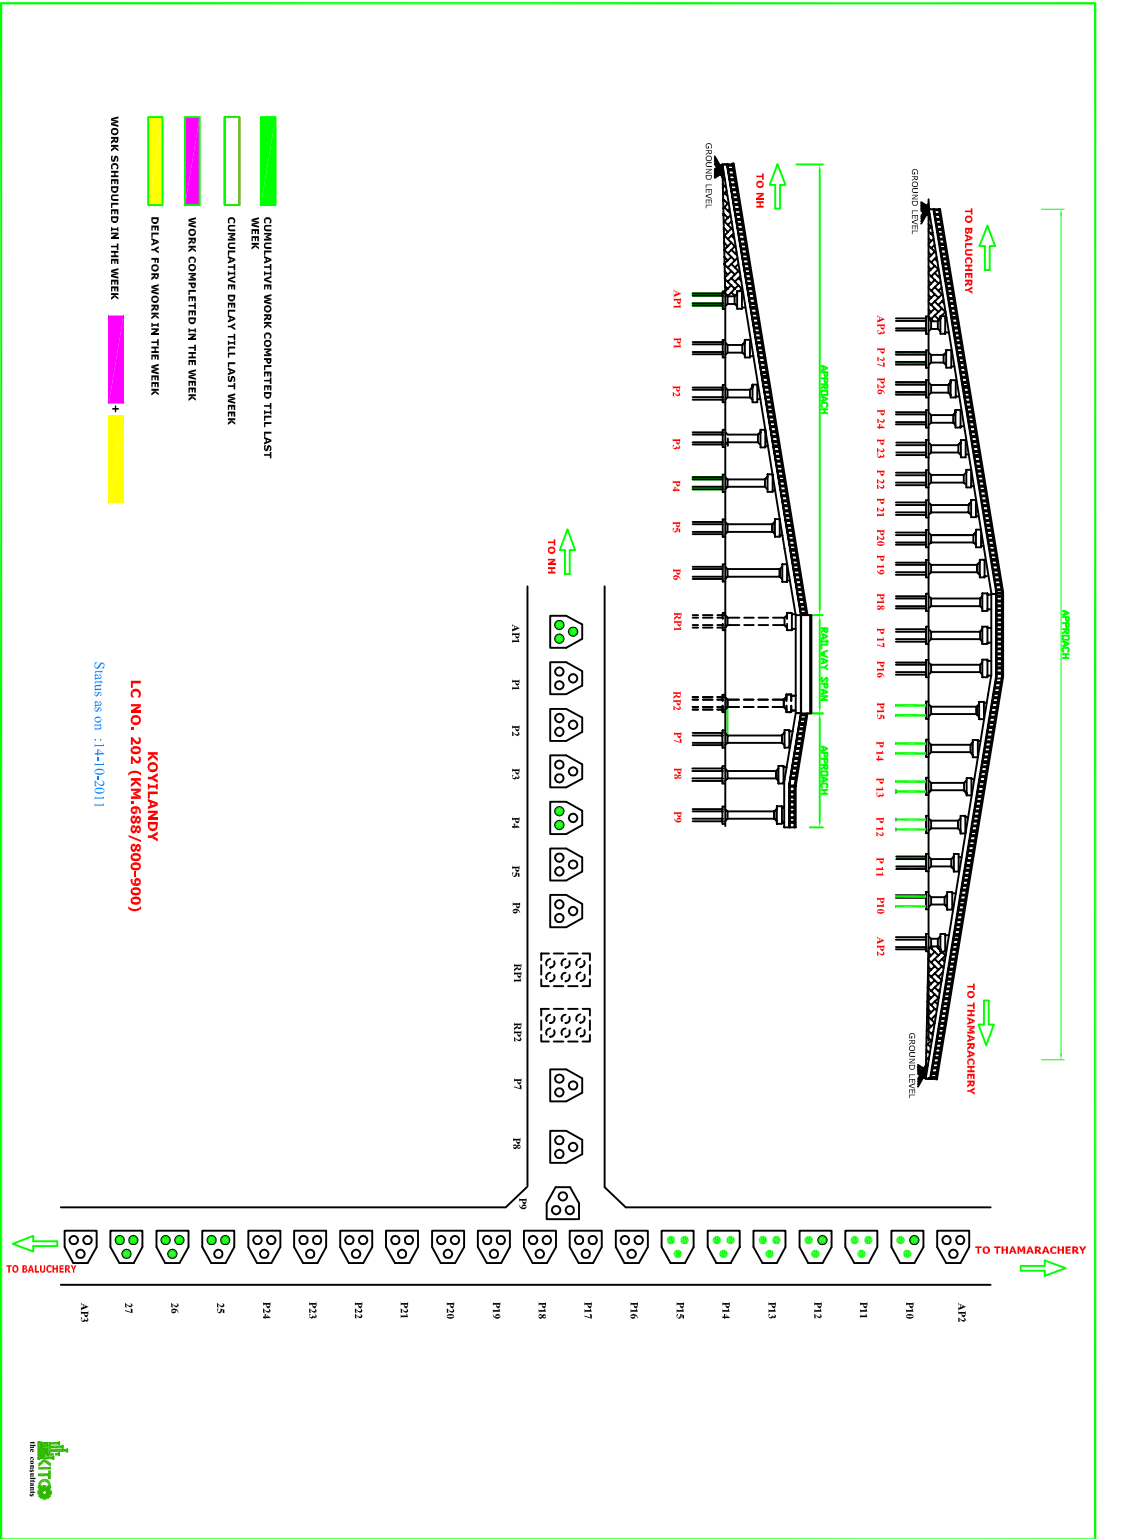 TO BALUCHERY
TO THAMARACHERY
GROUND LEVEL
GROUND LEVEL
APPROACH
AP3
P 27
P26
P 24
P 23
P 22
P 21
P20
P 19
P18
P 17
P16
P15
P 14
P 13
P 12
P 11
P10
AP2
TO NH
GROUND LEVEL
APPROACH
RAILWAY SPAN
APPROACH
AP1
P1
P2
P3
P4
P5
P6
RP1
RP2
P7
P8
P9
CUMULATIVE WORK COMPLETED TILL LAST
WEEK
CUMULATIVE DELAY TILL LAST WEEK
WORK COMPLETED IN THE WEEK
DELAY FOR WORK IN THE WEEK
WORK SCHEDULED IN THE WEEK +
TO NH
AP1
P1
P2
P3
P4
P5
P6
RP1
RP2
P7
P8
P9
KOYILANDY
LC NO. 202 (KM.688/800-900)
Status as on :14-10-2011
TO BALUCHERY
TO THAMARACHERY
AP3
27
26
25
P24
P23
P22
P21
P20
P19
P18
P17
P16
P15
P14
P13
P12
P11
P10
AP2
KITCO
the consultants